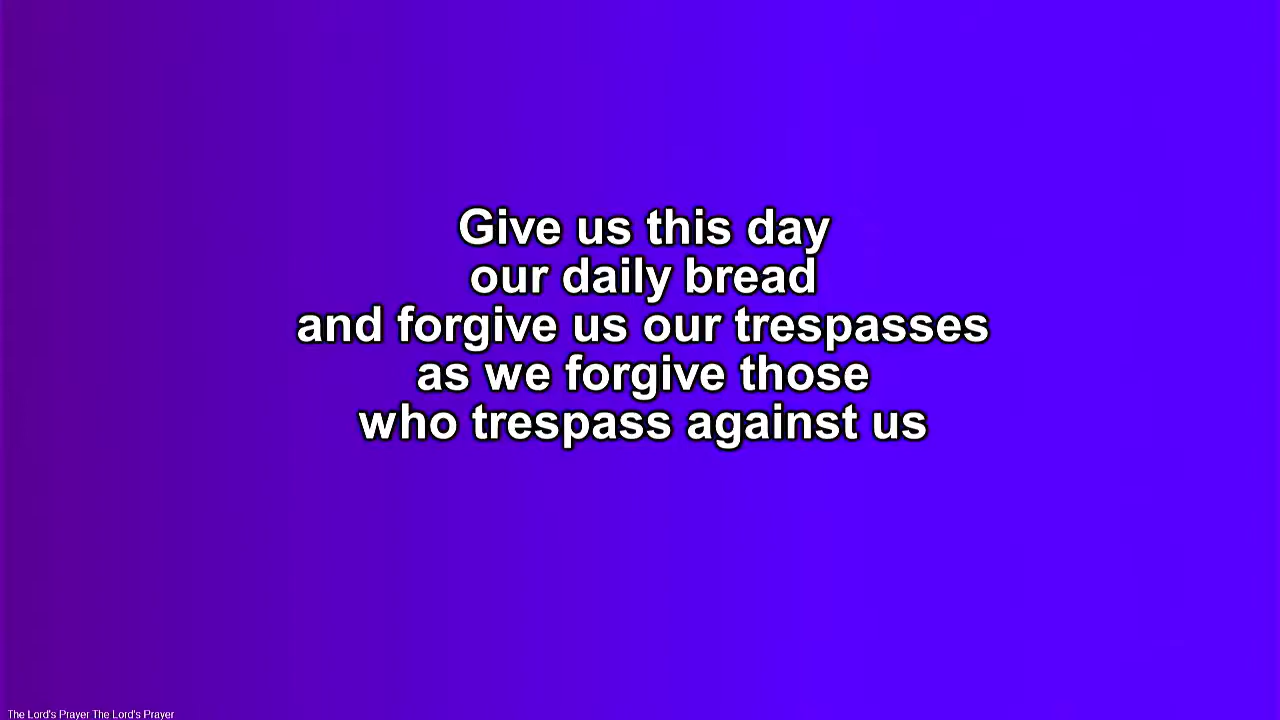 Give us this day
our daily bread
and forgive us our trespasses
as we forgive those
who trespass against us
The Lord's Prayer The Lord's Prayer